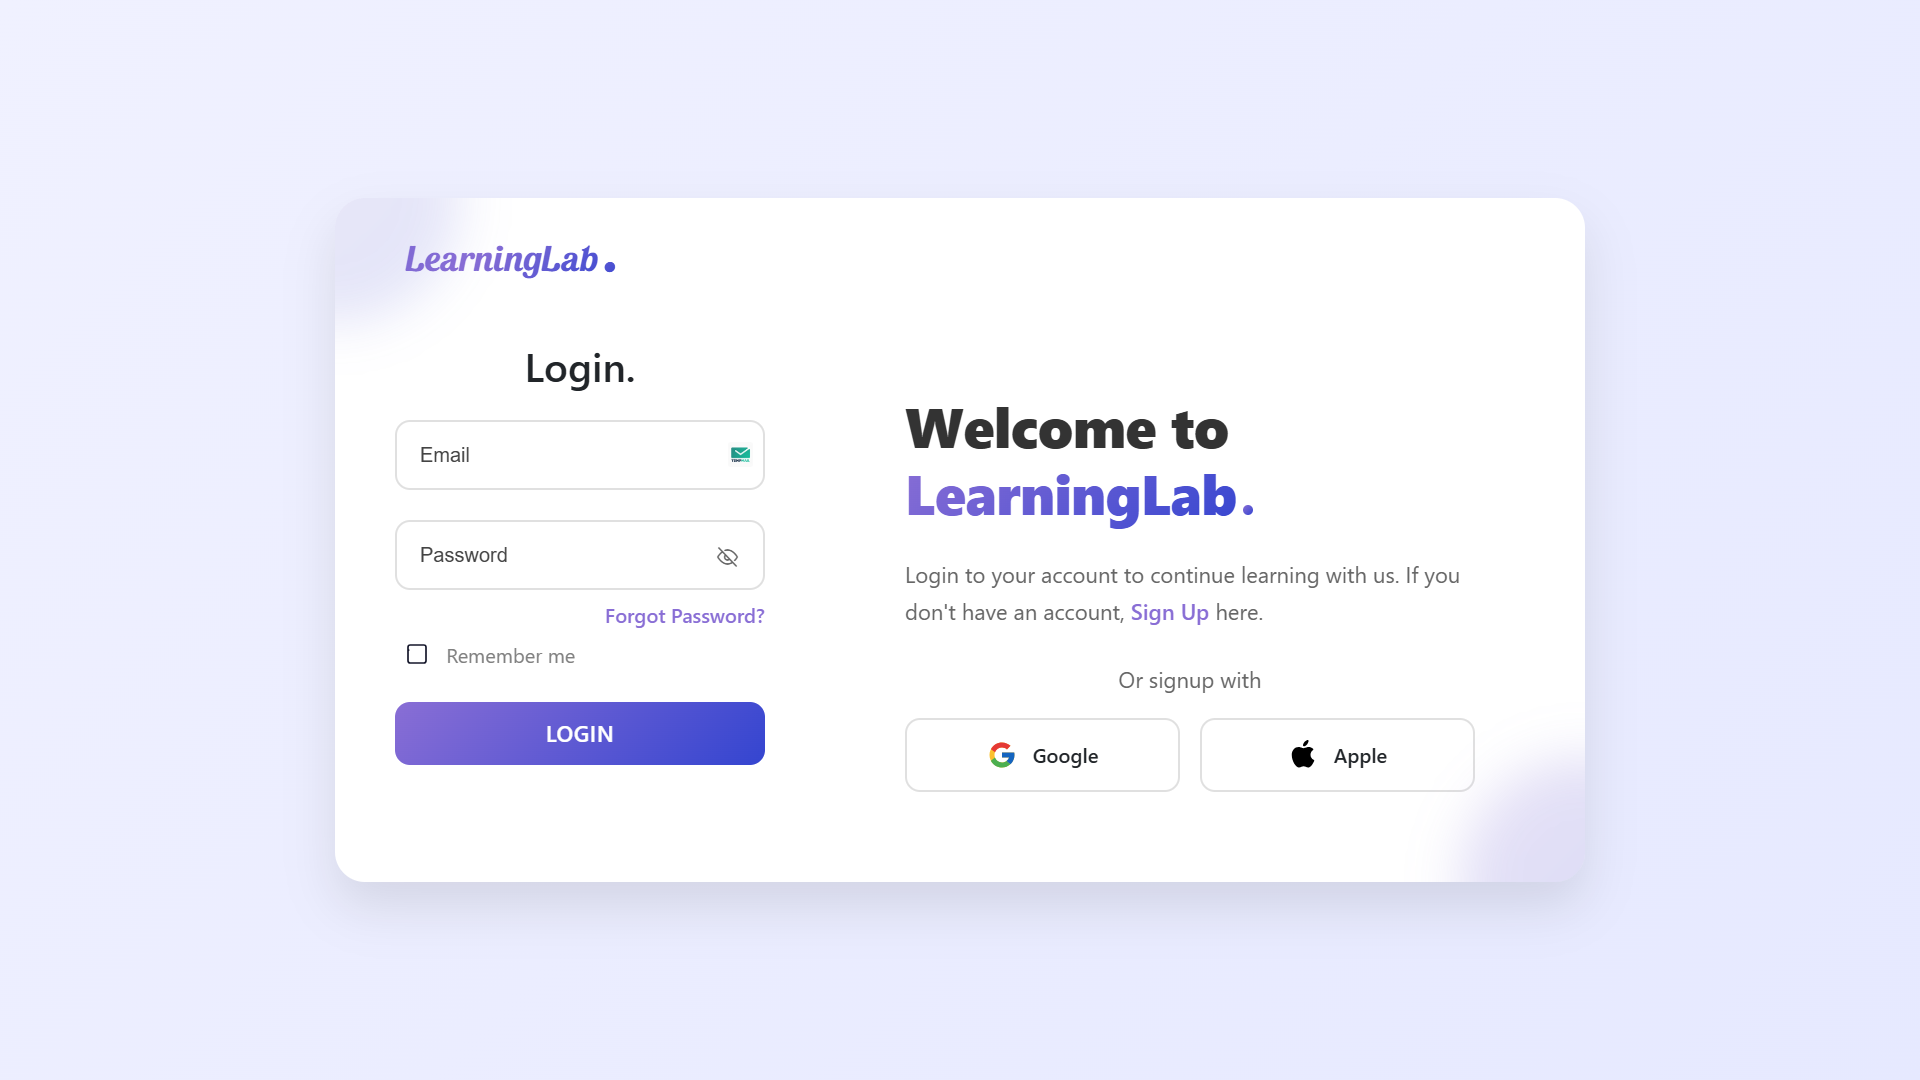 LearningLab.
Login.
Email
Password
Forgot Password?
Remember me
LOGIN
Welcome to
LearningLab.
Login to your account to continue learning with us. If you
don't have an account, Sign Up here.
Or signup with
Google
Apple